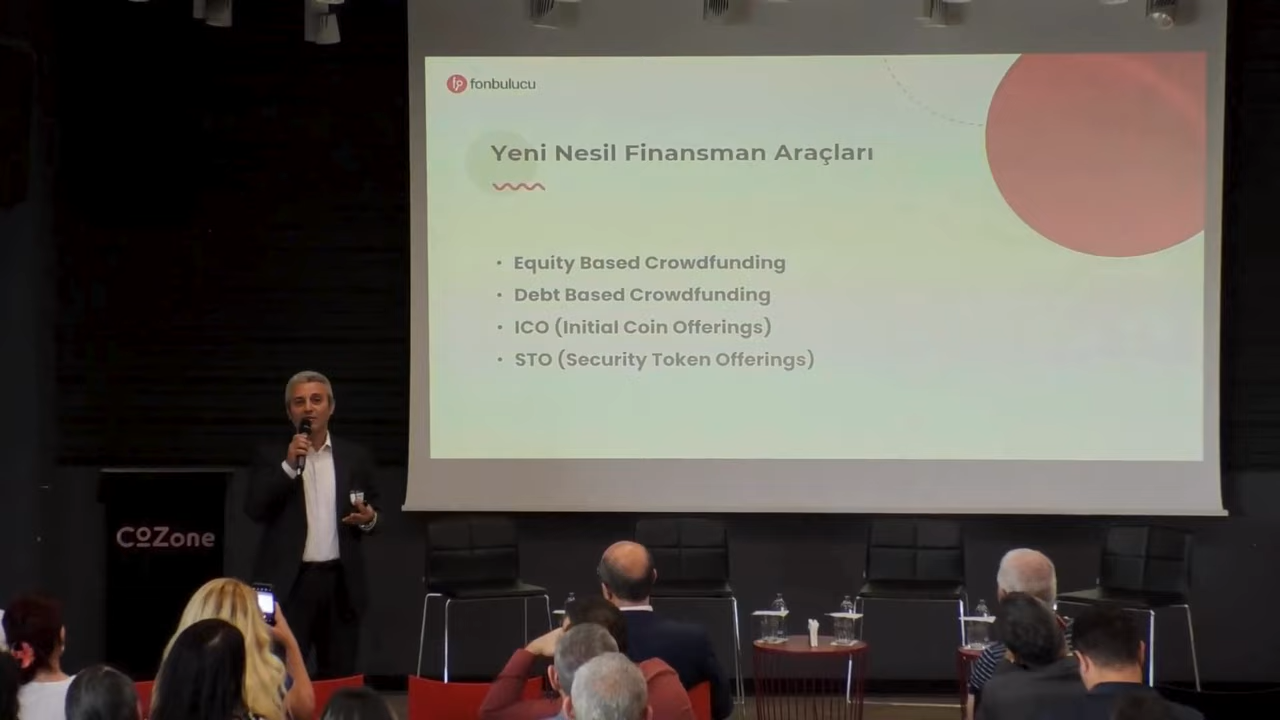 fonbulucu
Yeni Nesil Finansman Araçları
• Equity Based Crowdfunding
• Debt Based Crowdfunding
• ICO (Initial Coin Offerings)
• STO (Security Token Offerings)
CoZone